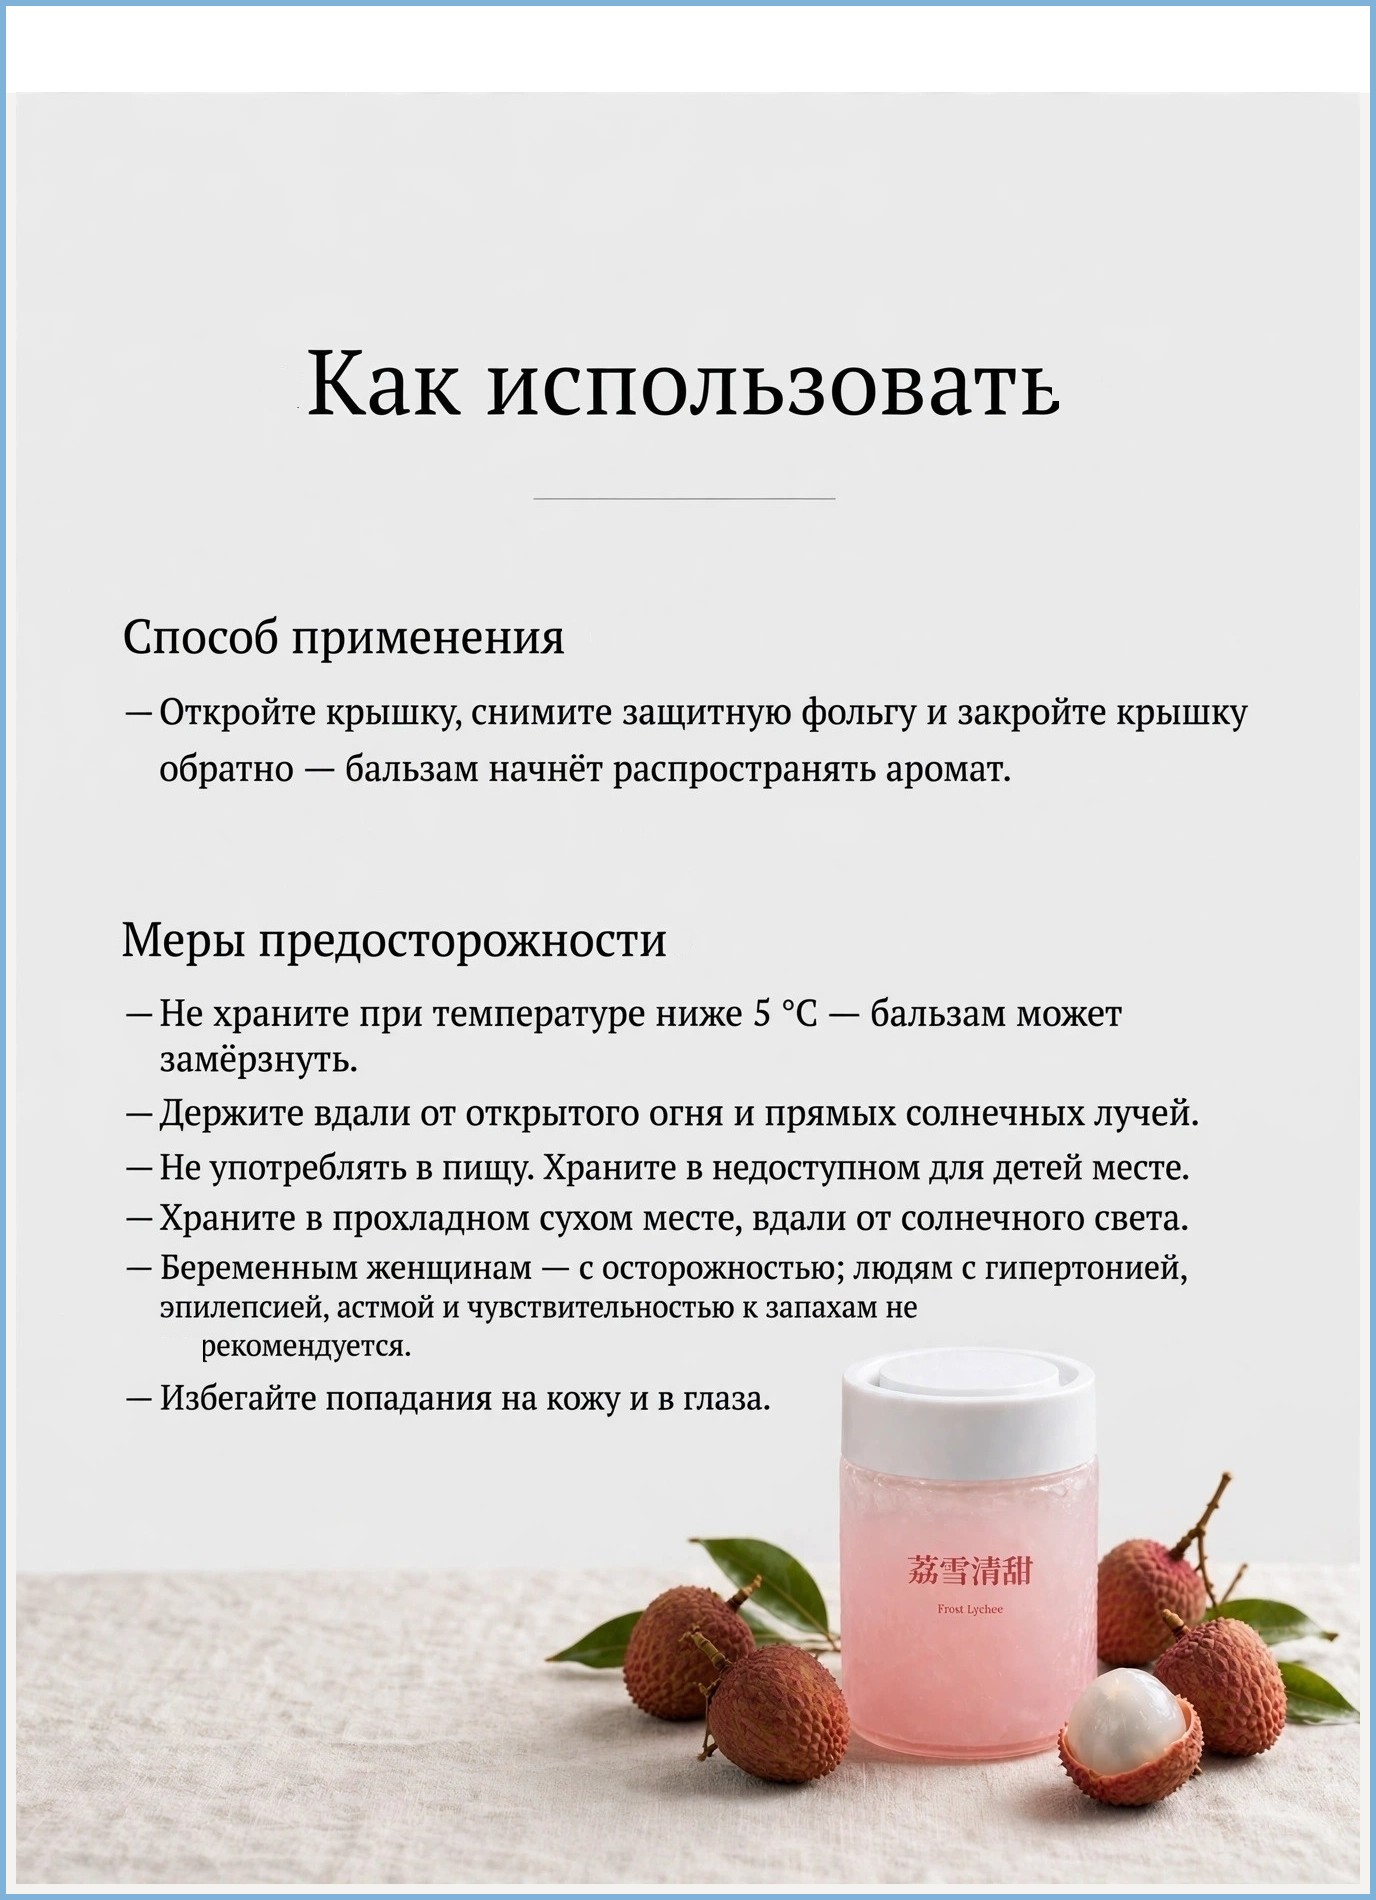 Как использовать
Способ применения
— Откройте крышку, снимите защитную фольгу и закройте крышку
обратно — бальзам начнёт распространять аромат.
Меры предосторожности
— Не храните при температуре ниже 5 °C — бальзам может
замёрзнуть.
— Держите вдали от открытого огня и прямых солнечных лучей.
— Не употреблять в пищу. Храните в недоступном для детей месте.
— Храните в прохладном сухом месте, вдали от солнечного света.
— Беременным женщинам — с осторожностью; людям с гипертонией,
эпилепсией, астмой и чувствительностью к запахам не
рекомендуется.
— Избегайте попадания на кожу и в глаза.
荔雪清甜
Frost Lychee